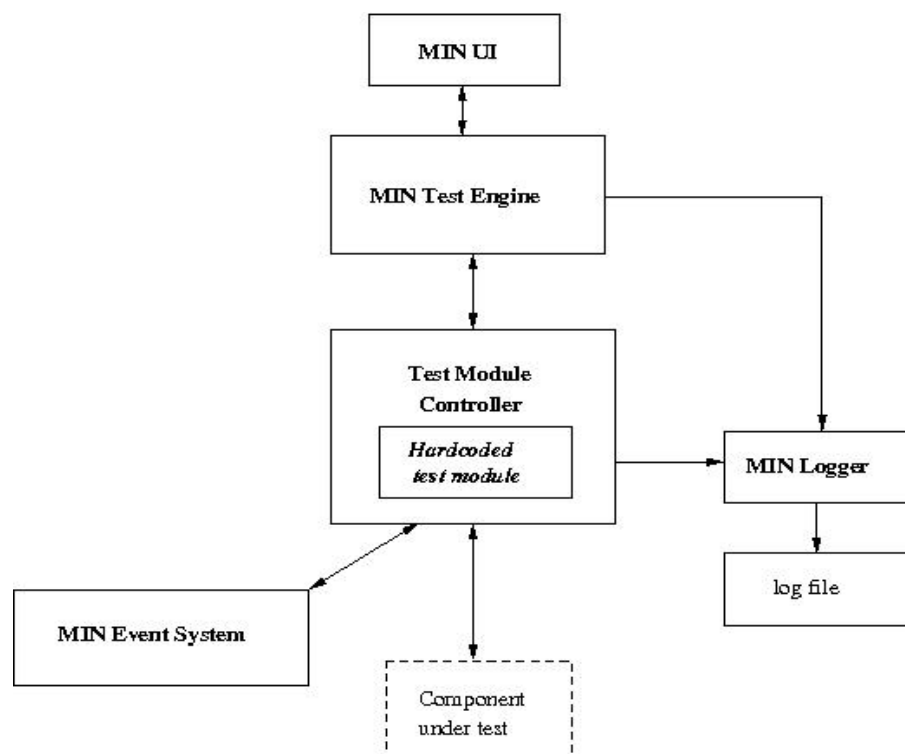 MIN UI
MIN Test Engine
Test Module
Controller
Hardcoded
test module
MIN Logger
log file
MIN Event System
Component
under test